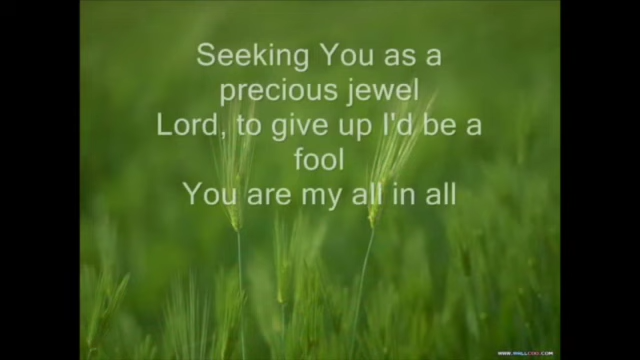 Seeking You as a
precious jewel
Lord, to give up I'd be a
fool
You are my all in all